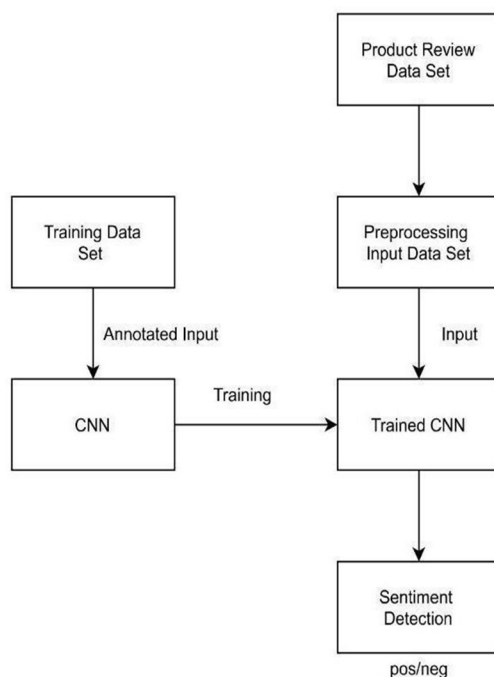 Product Review
Data Set
Training Data
Set
Preprocessing
Input Data Set
Annotated Input
Input
CNN
Training
Trained CNN
Sentiment
Detection
pos/neg